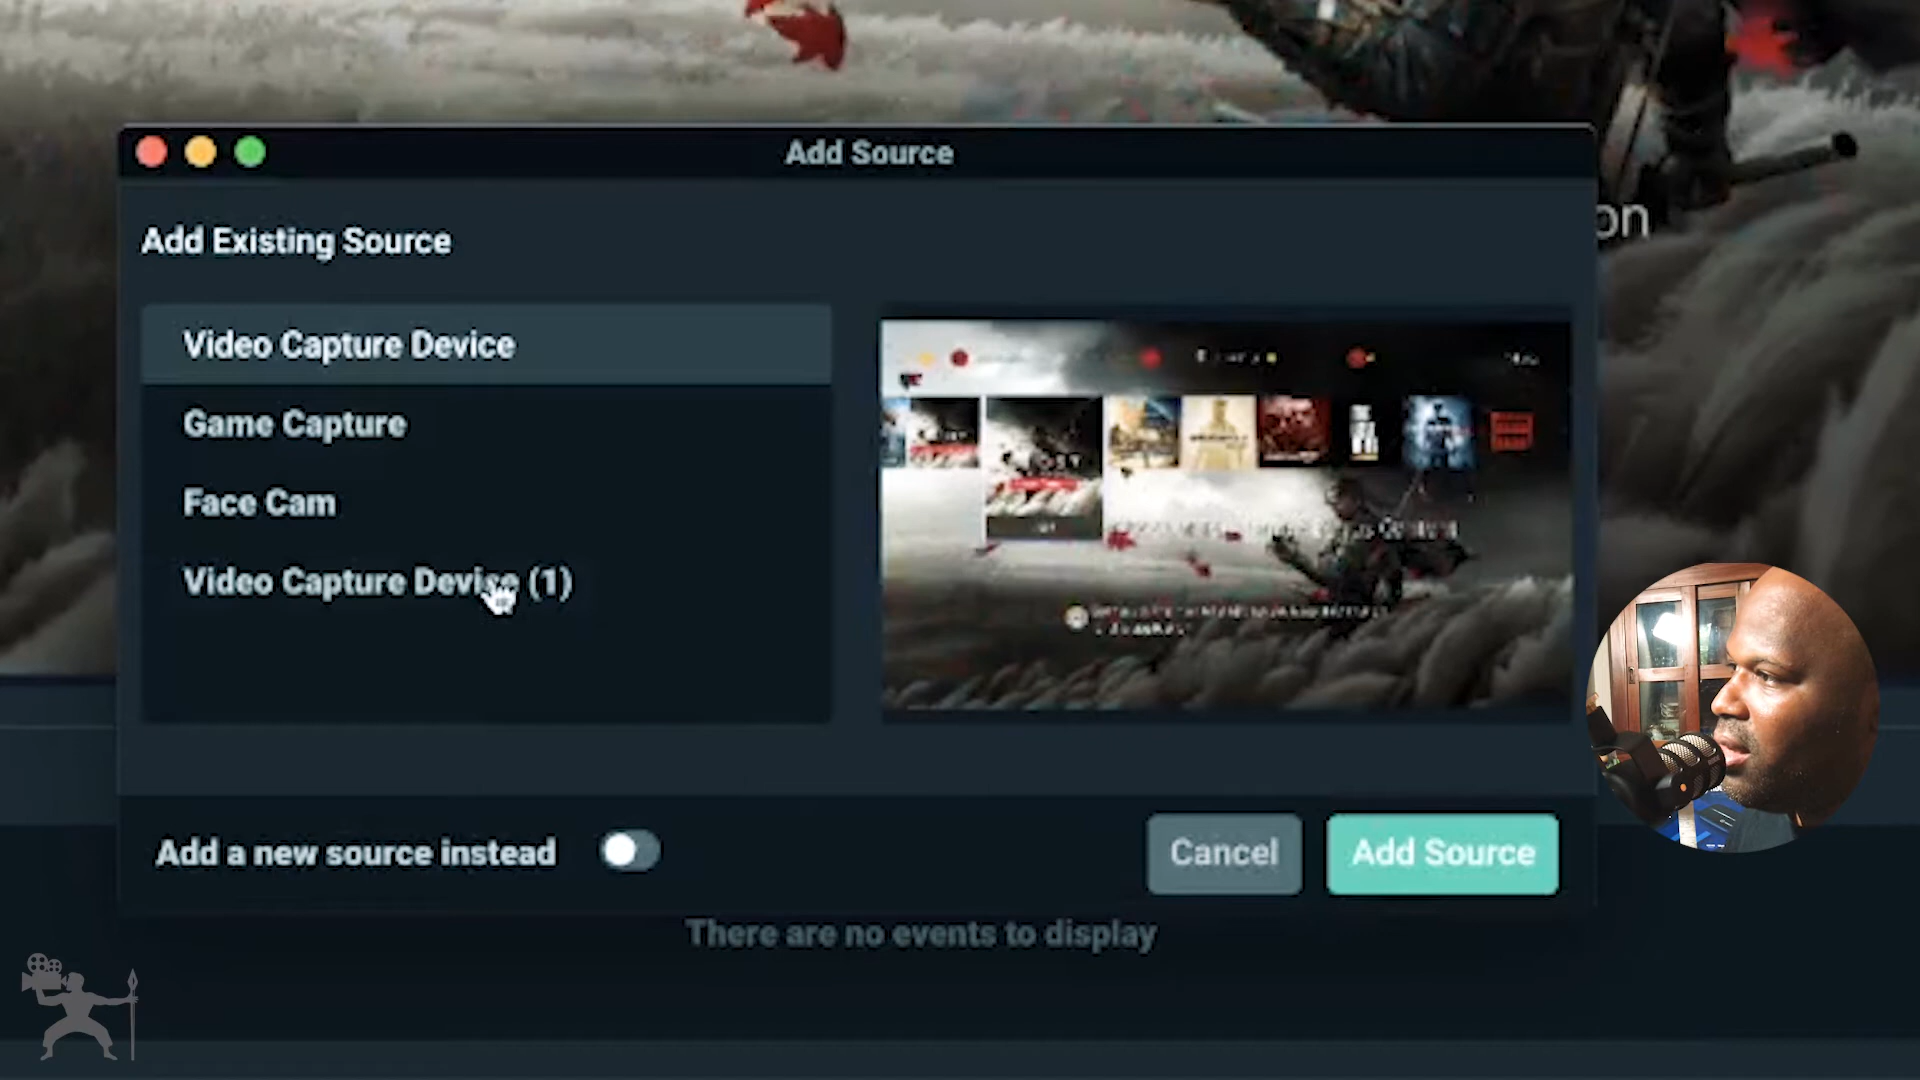 Add Source
on
Add Existing Source
Video Capture Device
Game Capture
Face Cam
Video Capture Device (1)
Add a new source instead
Cancel
Add Source
There are no events to display